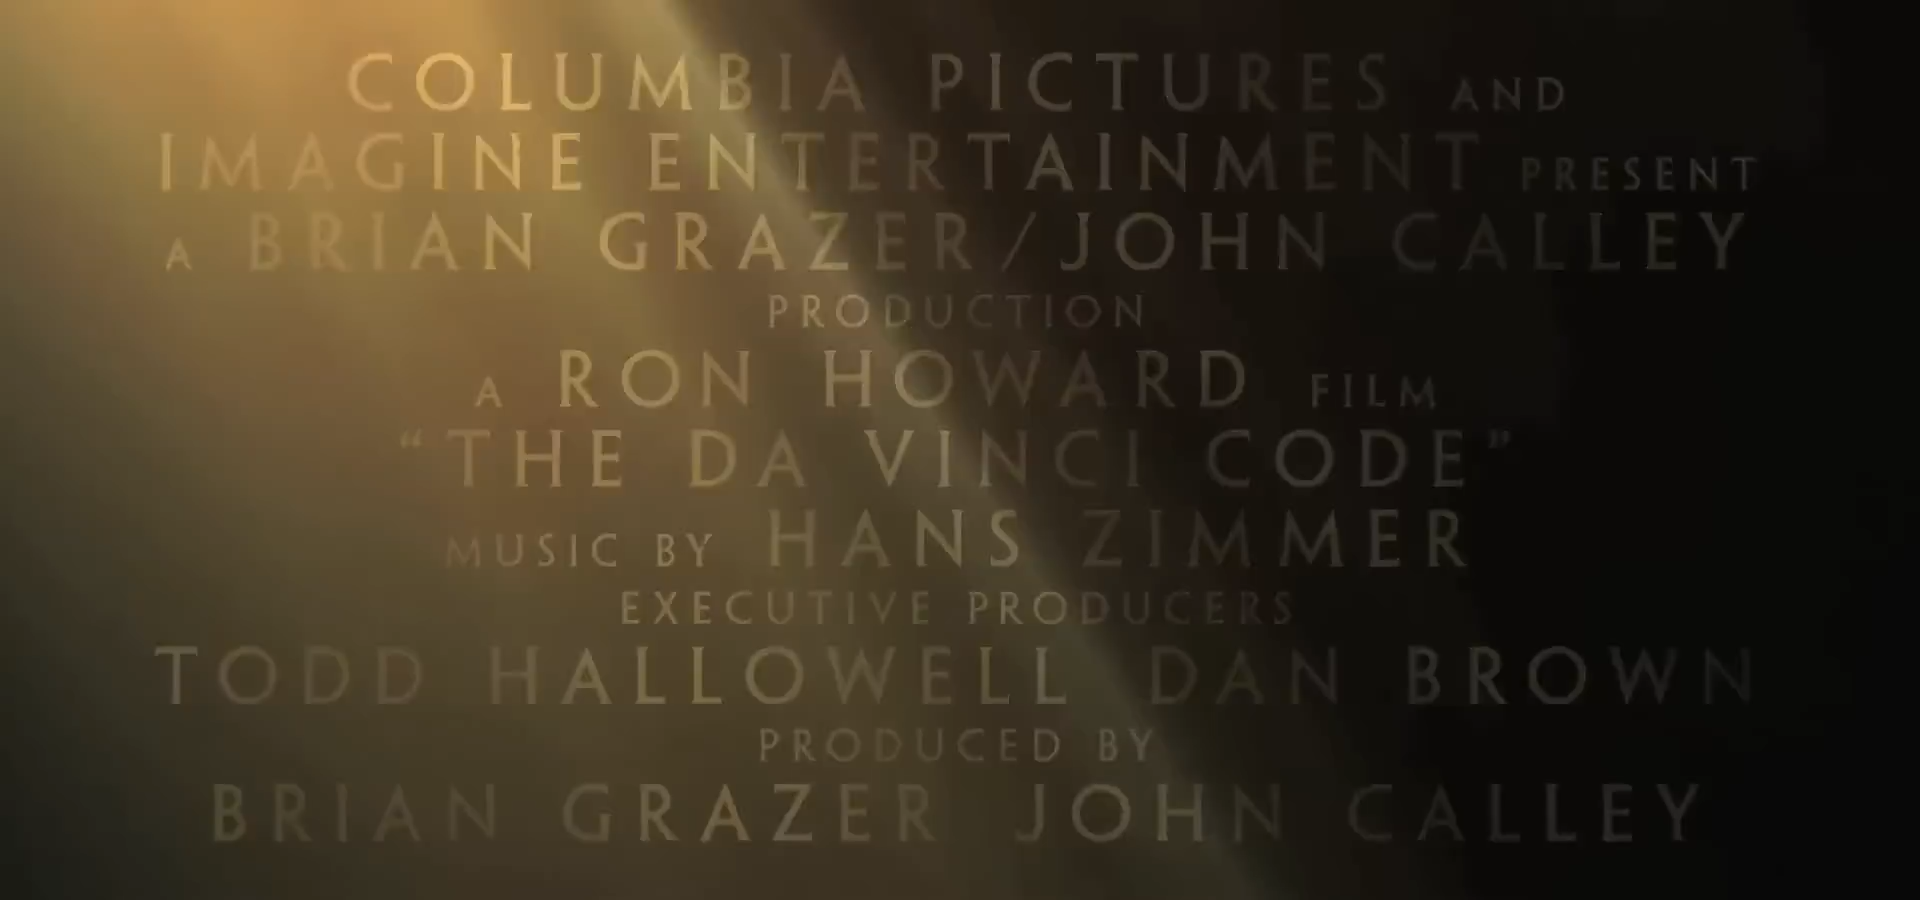 COLUMBIA PICTURES AND
IMAGINE ENTERTAINMENT PRESENT
A BRIAN GRAZER/JOHN CALLEY
PRODUCTION
A RON HOWARD FILM
“THE DA VINCI CODE”
MUSIC BY HANS ZIMMER
EXECUTIVE PRODUCERS
TODD HALLOWELL DAN BROWN
PRODUCED BY
BRIAN GRAZER JOHN CALLEY